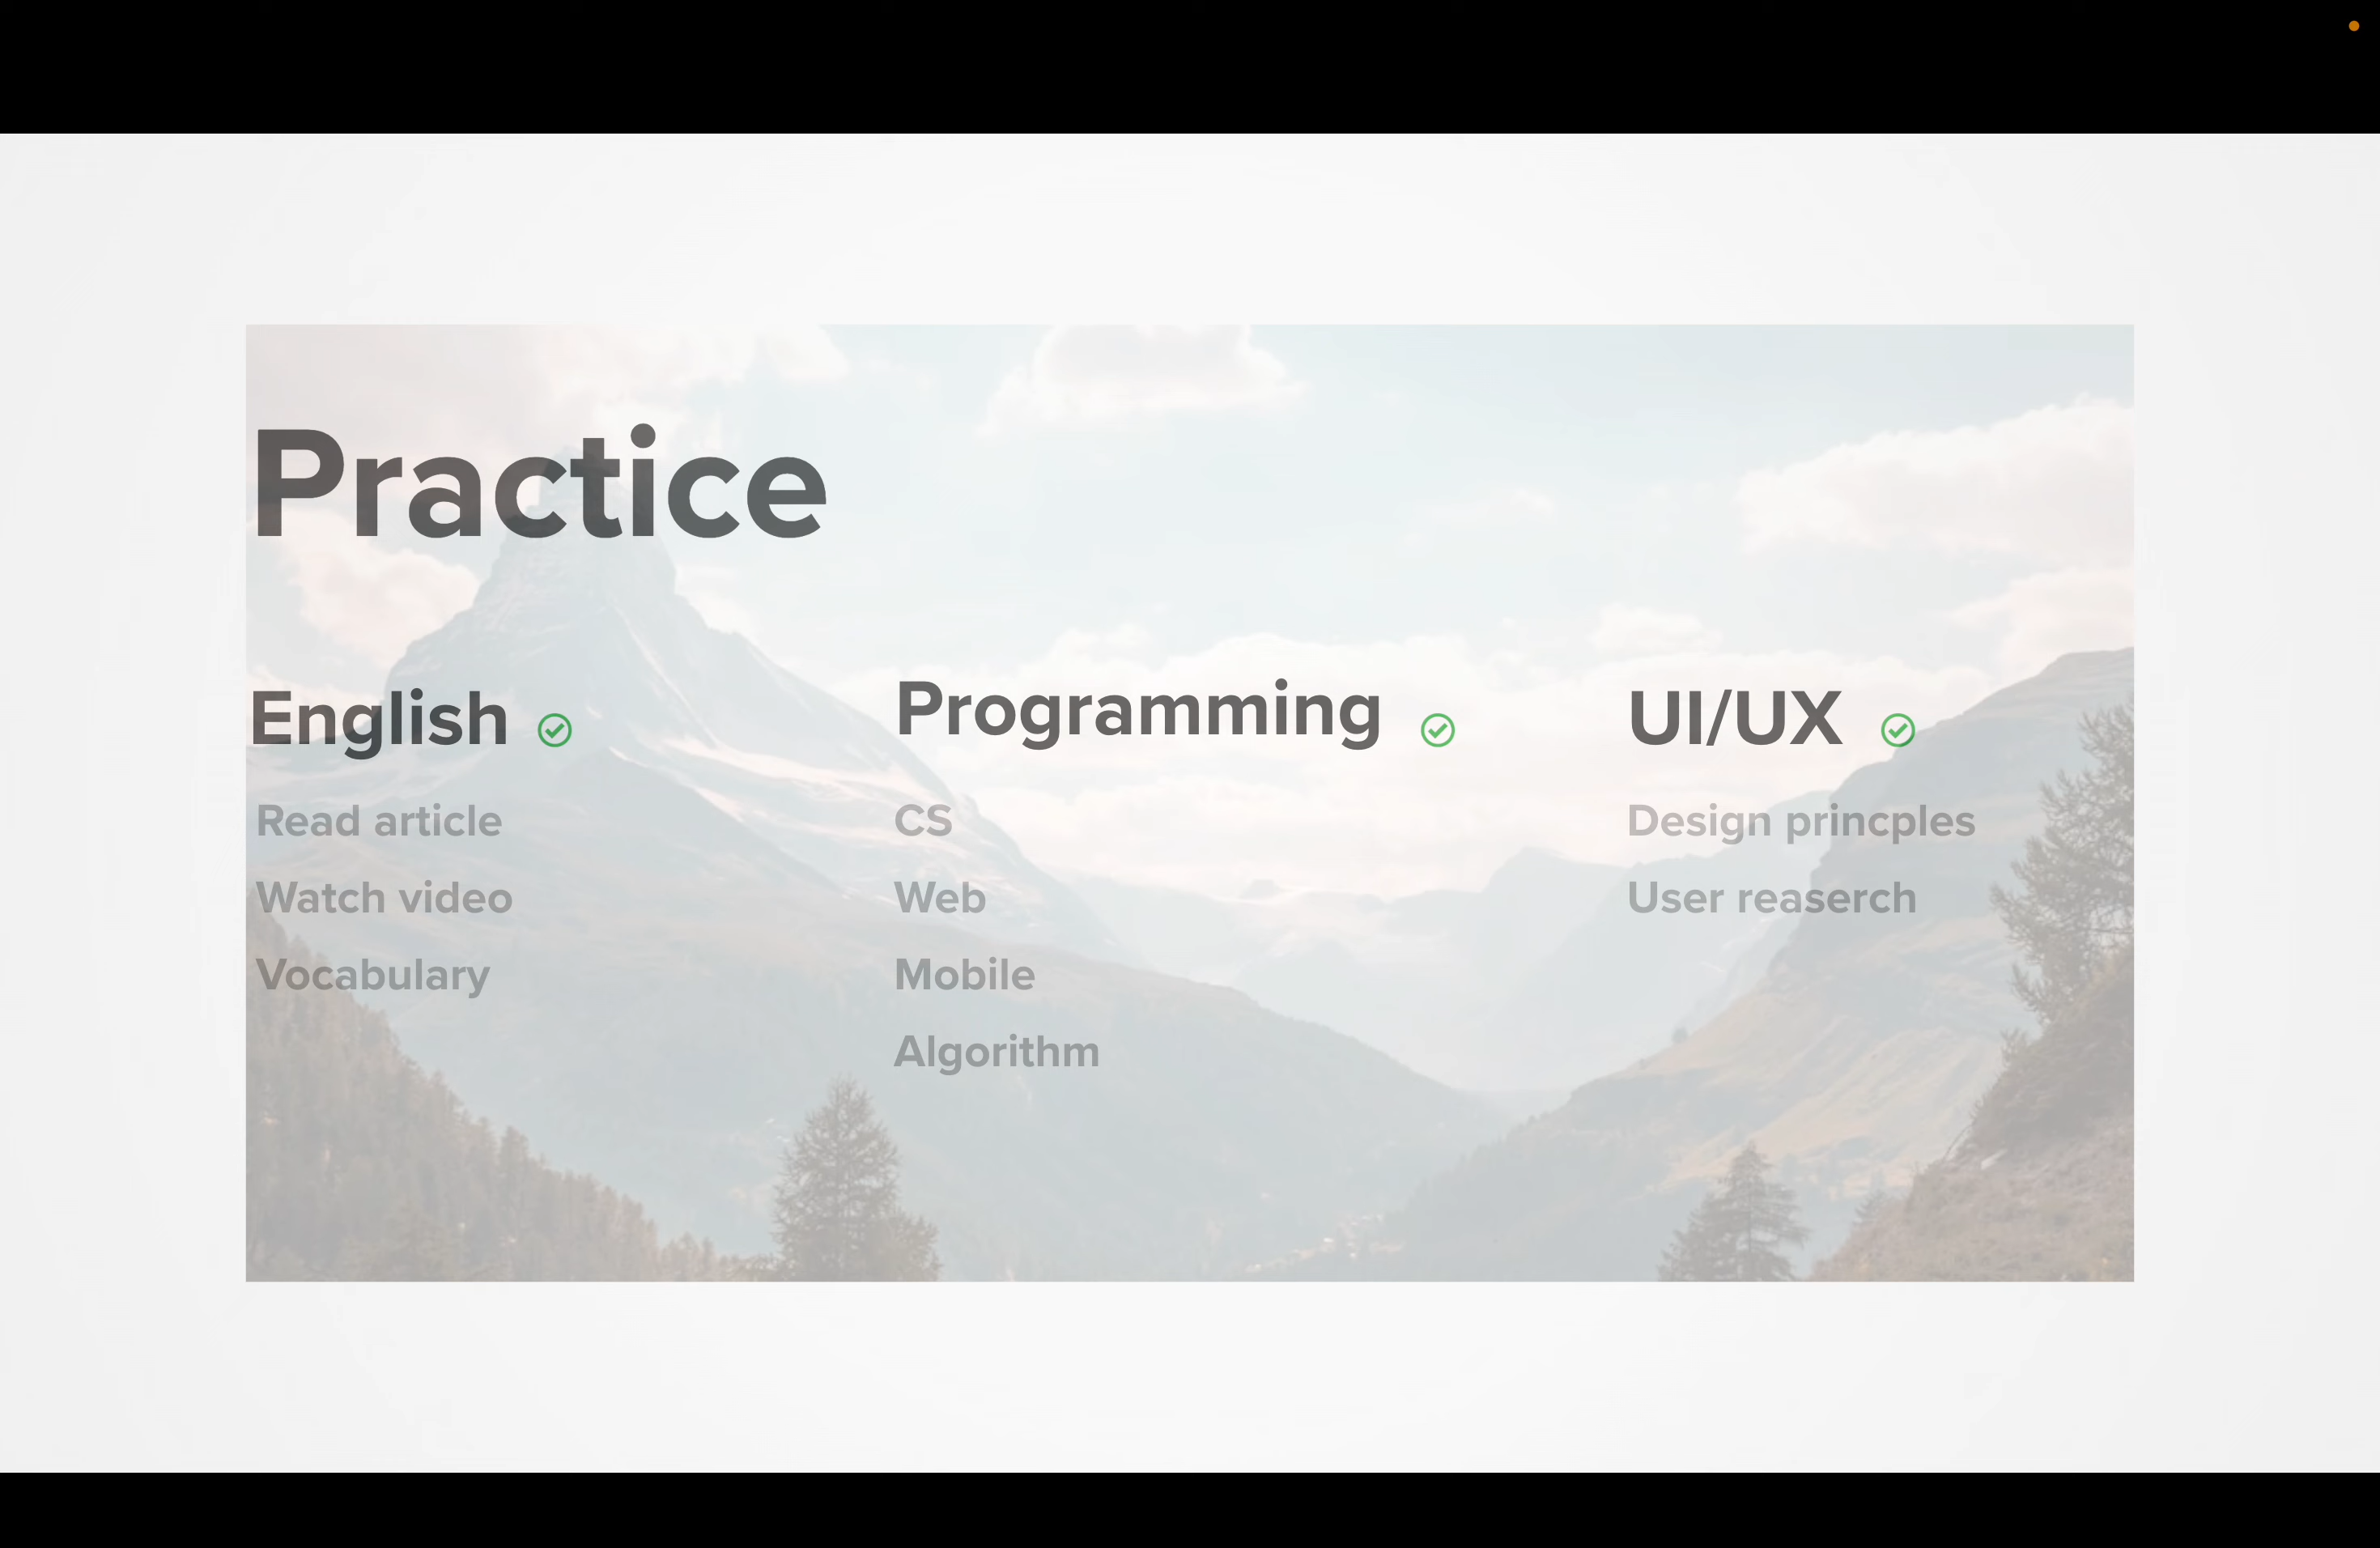 Practice
English
Read article
Watch video
Vocabulary
Programming
CS
Web
Mobile
Algorithm
UI/UX
Design princples
User reaserch